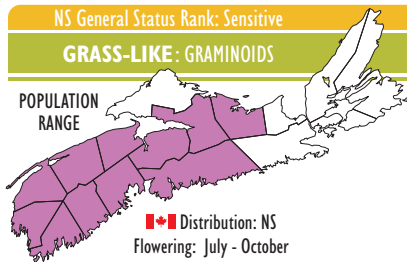 NS General Status Rank: Sensitive
GRASS-LIKE: GRAMINOIDS
POPULATION
RANGE
Distribution: NS
Flowering: July - October